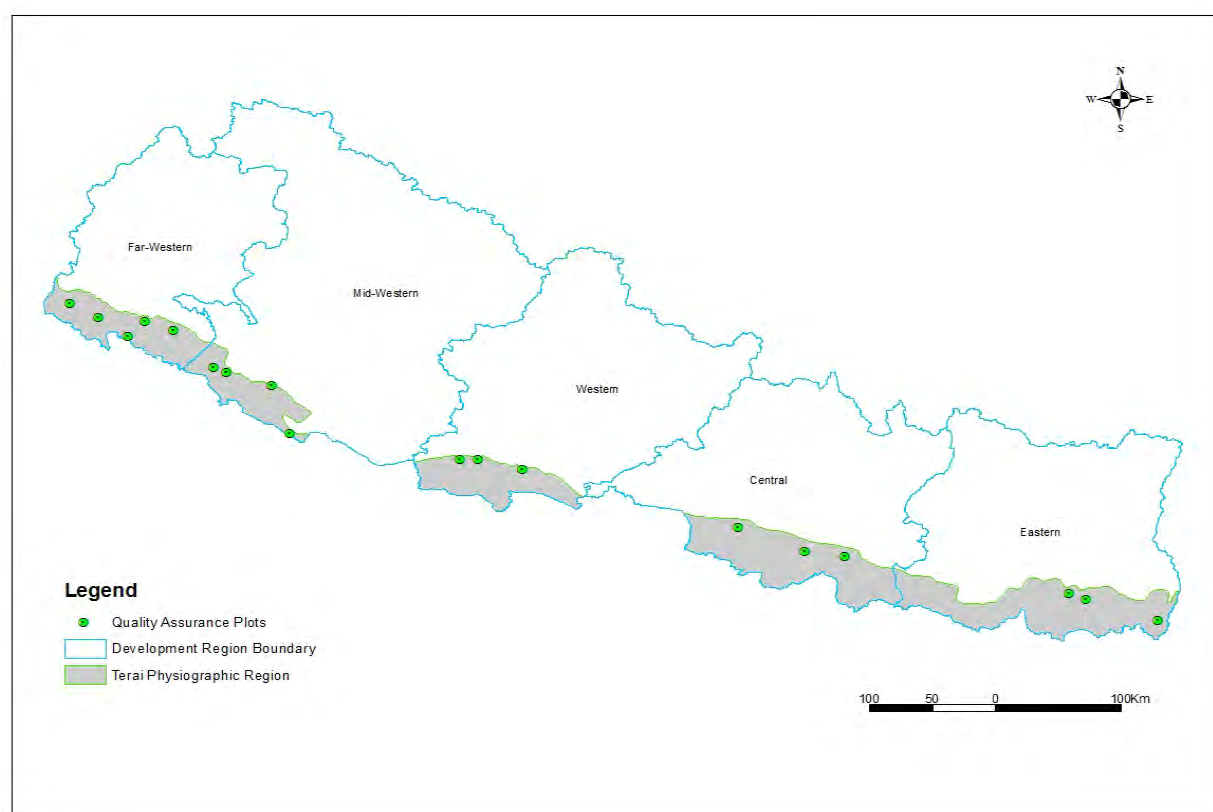 N
W E
S
Far-Western
Mid-Western
Western
Central
Eastern
Legend
Quality Assurance Plots
Development Region Boundary
Terai Physiographic Region
100 50 0 100Km